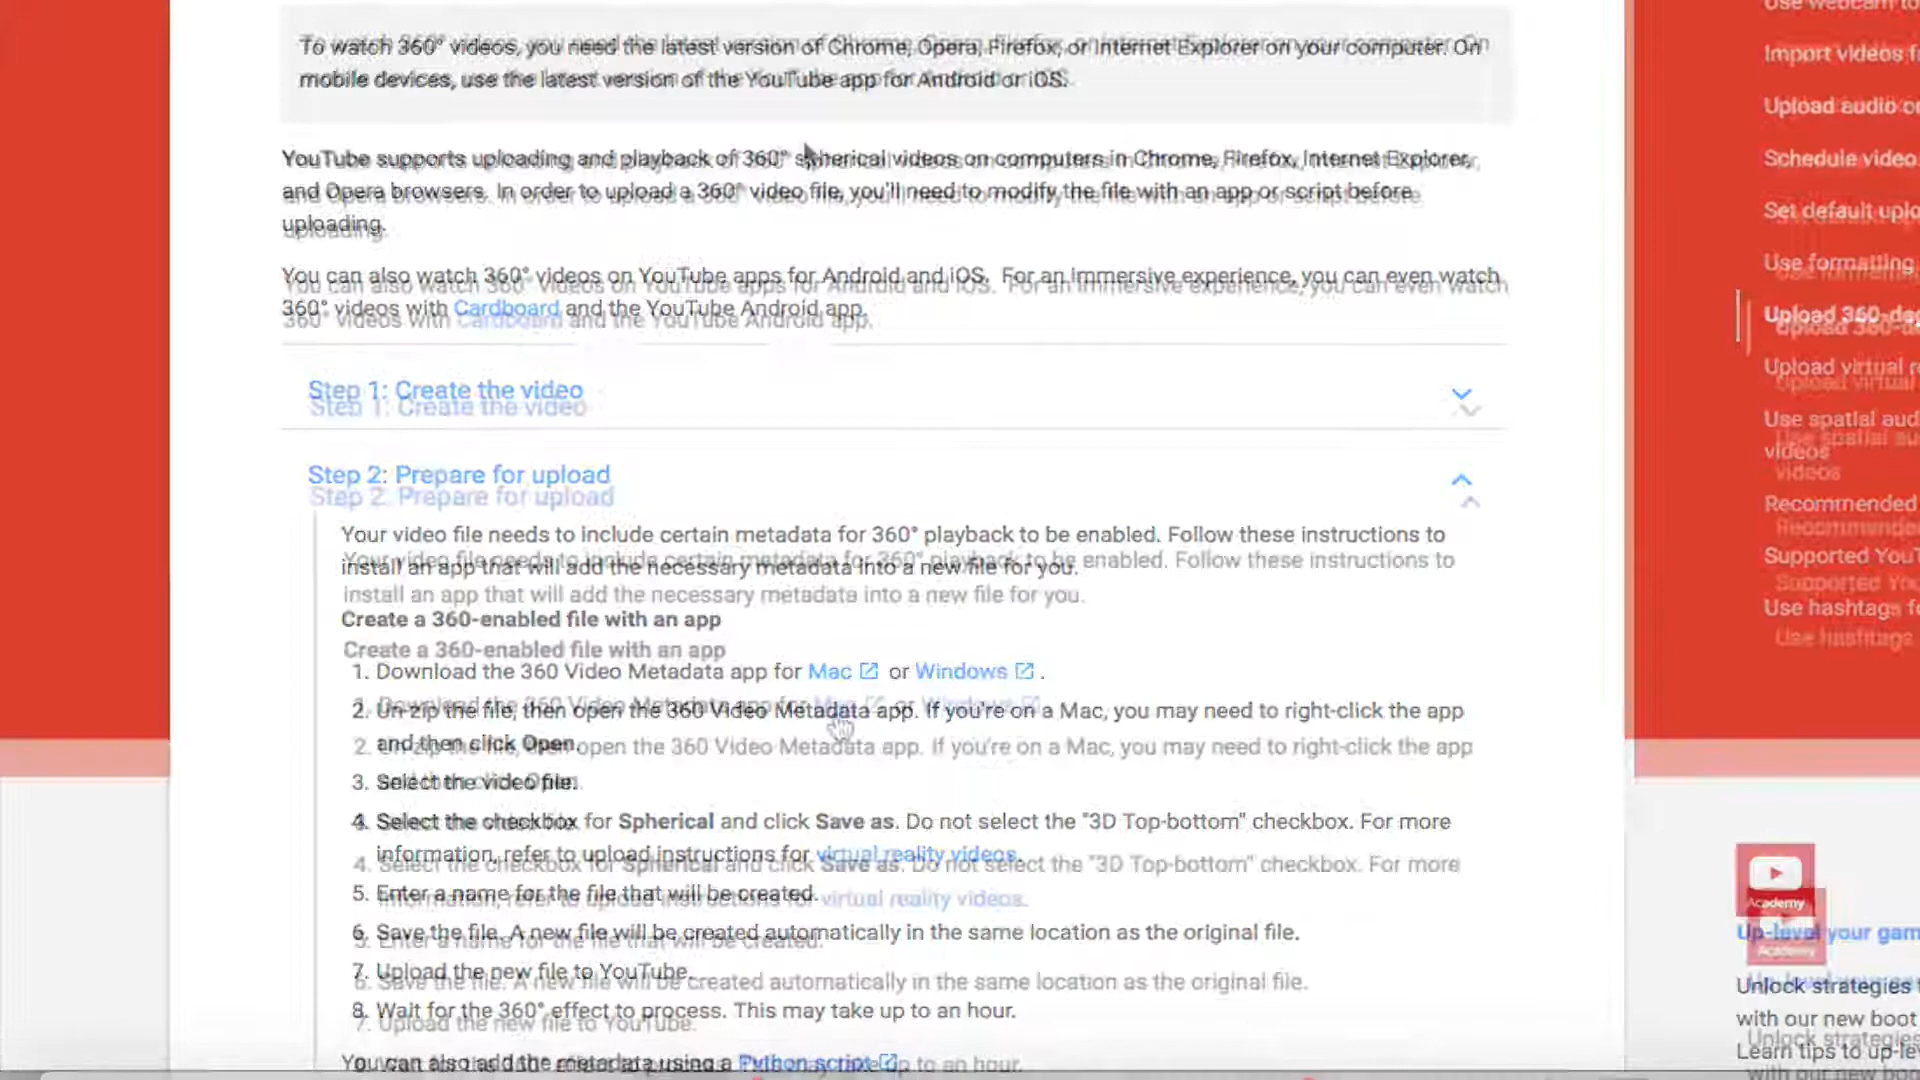 Use webcam to
To watch 360° videos, you need the latest version of Chrome, Opera, Firefox, or Internet Explorer on your computer. On
Import videos f
mobile devices, use the latest version of the YouTube app for Android or iOS.
Upload audio o
YouTube supports uploading and playback of 360° spherical videos on computers in Chrome, Firefox, Internet Explorer,
Schedule video
and Opera browsers. In order to upload a 360° video file, you'll need to modify the file with an app or script before
Set default uplo
uploading.
Use formatting
You can also watch 360° videos on YouTube apps for Android and iOS. For an immersive experience, you can even watch
360° videos with Cardboard and the YouTube Android app.
Upload 360-deg
Upload virtual r
Step 1: Create the video
Use spatial aud
videos
Step 2: Prepare for upload
Recommended
Your video file needs to include certain metadata for 360° playback to be enabled. Follow these instructions to
Supported YouT
install an app that will add the necessary metadata into a new file for you.
Use hashtags f
Create a 360-enabled file with an app
1. Download the 360 Video Metadata app for Mac or Windows .
2. Un-zip the file, then open the 360 Video Metadata app. If you're on a Mac, you may need to right-click the app
and then click Open.
3. Select the video file.
4. Select the checkbox for Spherical and click Save as. Do not select the "3D Top-bottom" checkbox. For more
information, refer to upload instructions for virtual reality videos.
5. Enter a name for the file that will be created.
Academy
6. Save the file. A new file will be created automatically in the same location as the original file.
Up-level your gam
7. Upload the new file to YouTube.
Unlock strategies t
8. Wait for the 360° effect to process. This may take up to an hour.
with our new boot
You can also add the metadata using a Python script
Learn tips to up-le